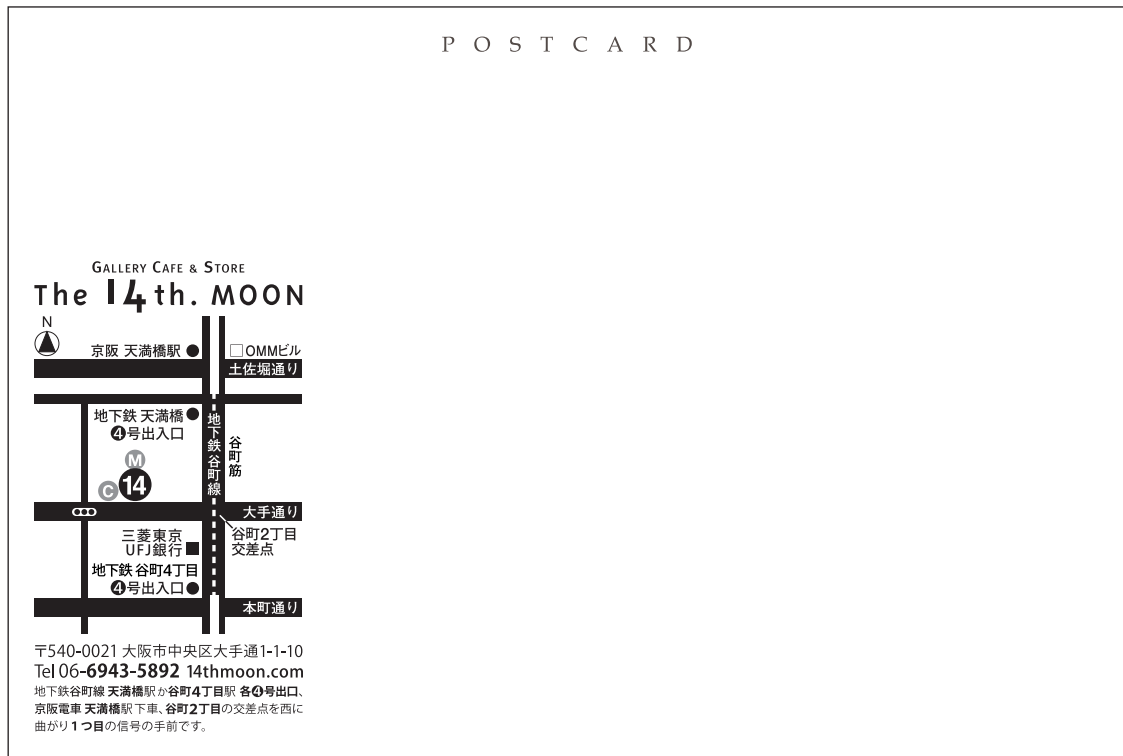 POSTCARD
GALLERY CAFE & STORE
The 14th. MOON
N
京阪 天満橋駅
OMMビル
土佐堀通り
地下鉄 天満橋
4号出入口
地下鉄 谷町線
谷町筋
M
C
14
大手通り
三菱東京
UFJ銀行
谷町2丁目
交差点
地下鉄 谷町4丁目
4号出入口
本町通り
〒540-0021 大阪市中央区大手通1-1-10
Tel 06-6943-5892 14thmoon.com
地下鉄谷町線 天満橋駅か谷町4丁目駅 各4号出口、
京阪電車 天満橋駅下車、谷町2丁目の交差点を西に
曲がり1つ目の信号の手前です。